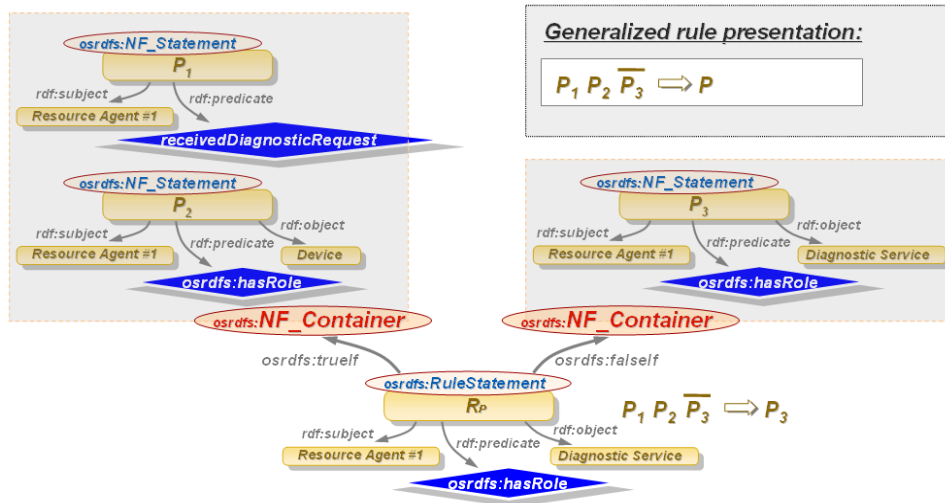 osrdfs:NF_Statement
P1
rdf:subject
rdf:predicate
Resource Agent #1
receivedDiagnosticRequest
osrdfs:NF_Statement
P2
rdf:subject
rdf:object
rdf:predicate
Resource Agent #1
Device
osrdfs:hasRole
osrdfs:NF_Container
Generalized rule presentation:
P1 P2 P̅3 ⇨ P
osrdfs:NF_Statement
P3
rdf:subject
rdf:object
rdf:predicate
Resource Agent #1
Diagnostic Service
osrdfs:hasRole
osrdfs:NF_Container
osrdfs:trueIf
osrdfs:falseIf
osrdfs:RuleStatement
RP
P1 P2 P̅3 ⇨ P3
rdf:subject
rdf:object
rdf:predicate
Resource Agent #1
Diagnostic Service
osrdfs:hasRole